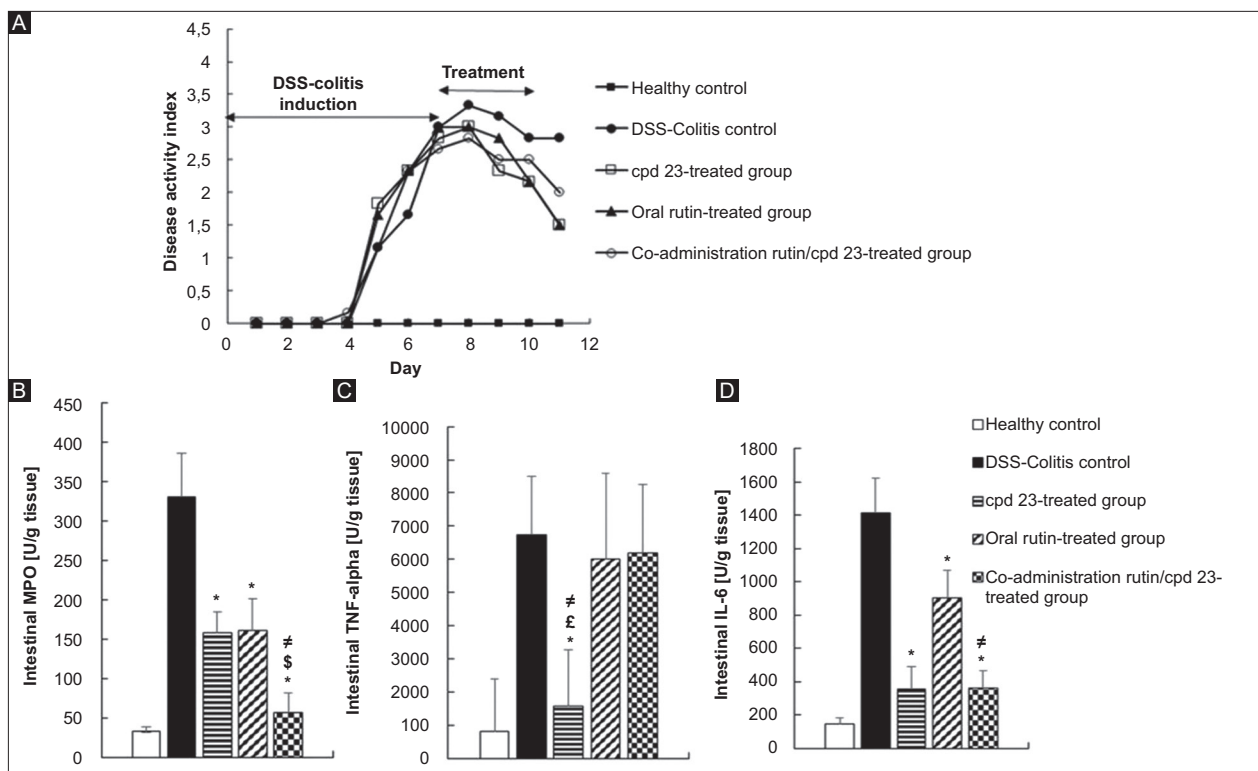 A
4,5
4
3,5
3
2,5
2
1,5
1
0,5
0
Disease activity index
DSS-colitis
induction
Treatment
0 2 4 6 8 10 12
Day
Healthy control
DSS-Colitis control
cpd 23-treated group
Oral rutin-treated group
Co-administration rutin/cpd 23-treated group
B
450
400
350
300
250
200
150
100
50
0
Intestinal MPO [U/g tissue]
*
*
≠
$
*
C
10000
9000
8000
7000
6000
5000
4000
3000
2000
1000
0
Intestinal TNF-alpha [U/g tissue]
≠
£
*
D
1800
1600
1400
1200
1000
800
600
400
200
0
Intestinal IL-6 [U/g tissue]
*
*
≠
*
Healthy control
DSS-Colitis control
cpd 23-treated group
Oral rutin-treated group
Co-administration rutin/cpd 23-
treated group